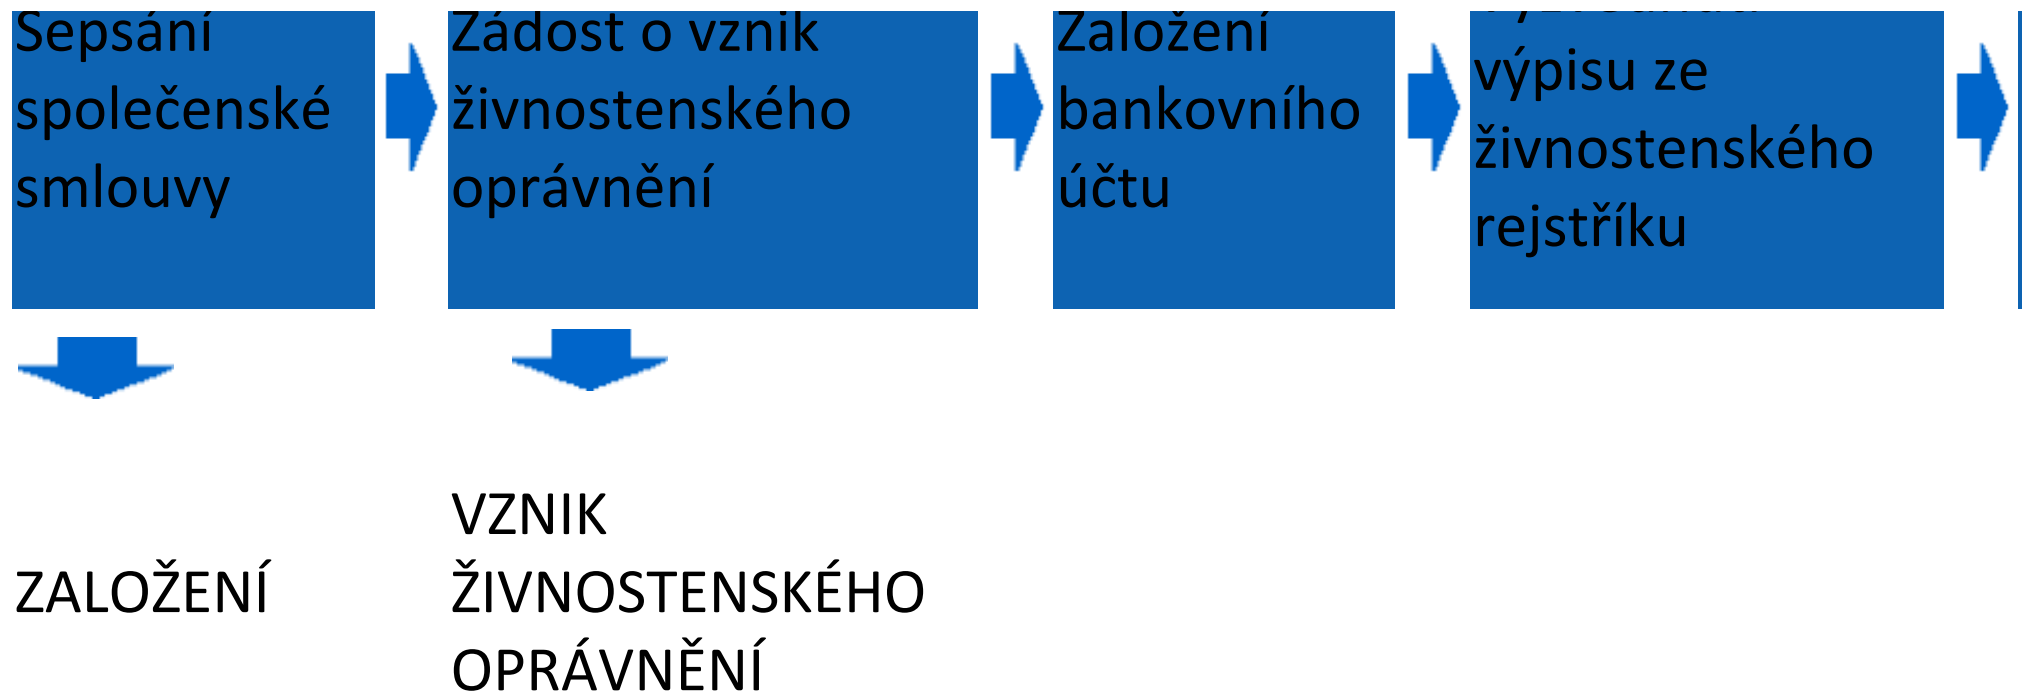 Sepsání
společenské
smlouvy
Žádost o vznik
živnostenského
oprávnění
Založení
bankovního
účtu
výpisu ze
živnostenského
rejstříku
ZALOŽENÍ
VZNIK
ŽIVNOSTENSKÉHO
OPRÁVNĚNÍ